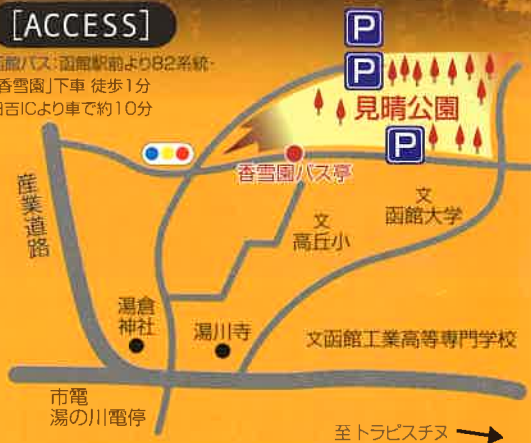 [ACCESS]
函館バス:函館駅前より82系統・
「香雪園」下車 徒歩1分
日吉ICより車で約10分
P
P
見晴公園
P
香雪園バス亭
産業道路
文
函館大学
文
高丘小
湯倉
神社
湯川寺
文函館工業高等専門学校
市電
湯の川電停
至トラピスチヌ